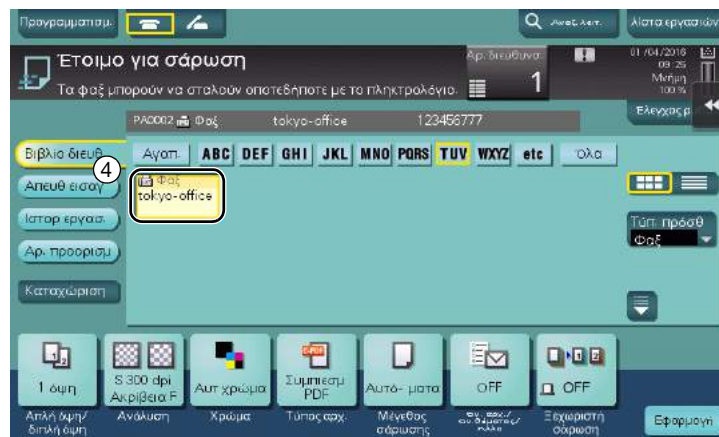 Προγραμματισμ.
Αναζ.λειτ.
Λίστα εργασιών
Έτοιμο για σάρωση
Αρ. διευθυνσ.
1
01 /04/2016
09:25
Μνήμη
100 %
Τα φαξ μπορούν να σταλούν οποτεδήποτε με το πληκτρολόγιο.
Έλεγχος ρ
PA0002 Φαξ tokyo-office 123456777
Βιβλίο διευθ
Αγαπ. ABC DEF GHI JKL MNO PQRS TUV WXYZ etc Όλα
4
Απευθ εισαγ
Φαξ
tokyo-office
Ιστορ εργασ.
Αρ. προορισμ
Τύπ. πρόσθ
Φαξ
Καταχώριση
1 όψη
S 300 dpi
Ακρίβεια F
Αυτ χρώμα
Συμπιεσμ
PDF
Αυτό- ματα
OFF
OFF
Απλή όψη/
διπλή όψη
Ανάλυση
Χρώμα
Τύπος αρχ.
Μέγεθος
σάρωσης
Ξεχωριστή
σάρωση
Εφαρμογή